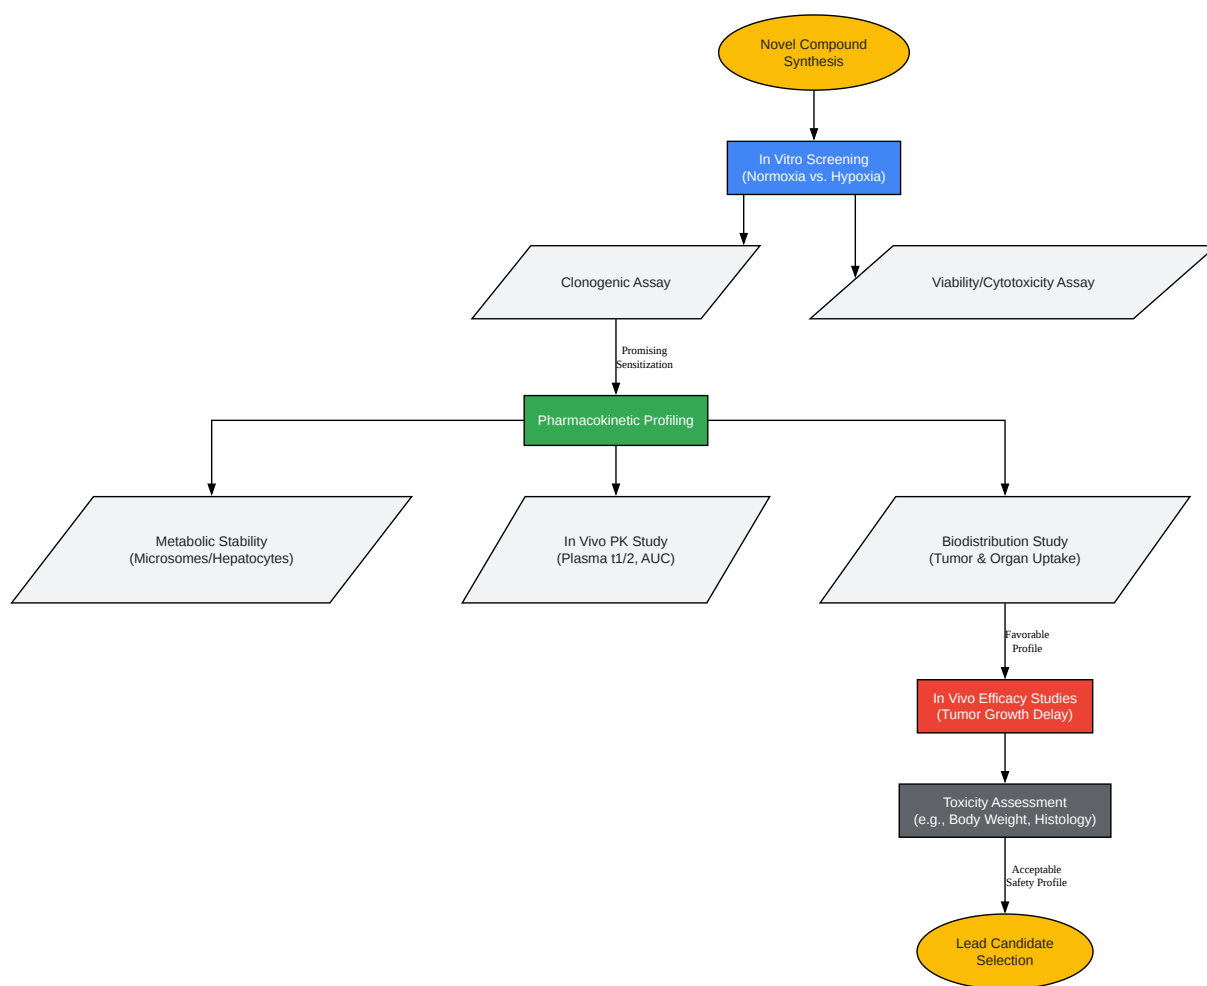 Novel Compound
Synthesis
In Vitro Screening
(Normoxia vs. Hypoxia)
Clonogenic Assay
Viability/Cytotoxicity Assay
Promising
Sensitization
Pharmacokinetic Profiling
Metabolic Stability
(Microsomes/Hepatocytes)
In Vivo PK Study
(Plasma t1/2, AUC)
Biodistribution Study
(Tumor & Organ Uptake)
Favorable
Profile
In Vivo Efficacy Studies
(Tumor Growth Delay)
Toxicity Assessment
(e.g., Body Weight, Histology)
Acceptable
Safety Profile
Lead Candidate
Selection